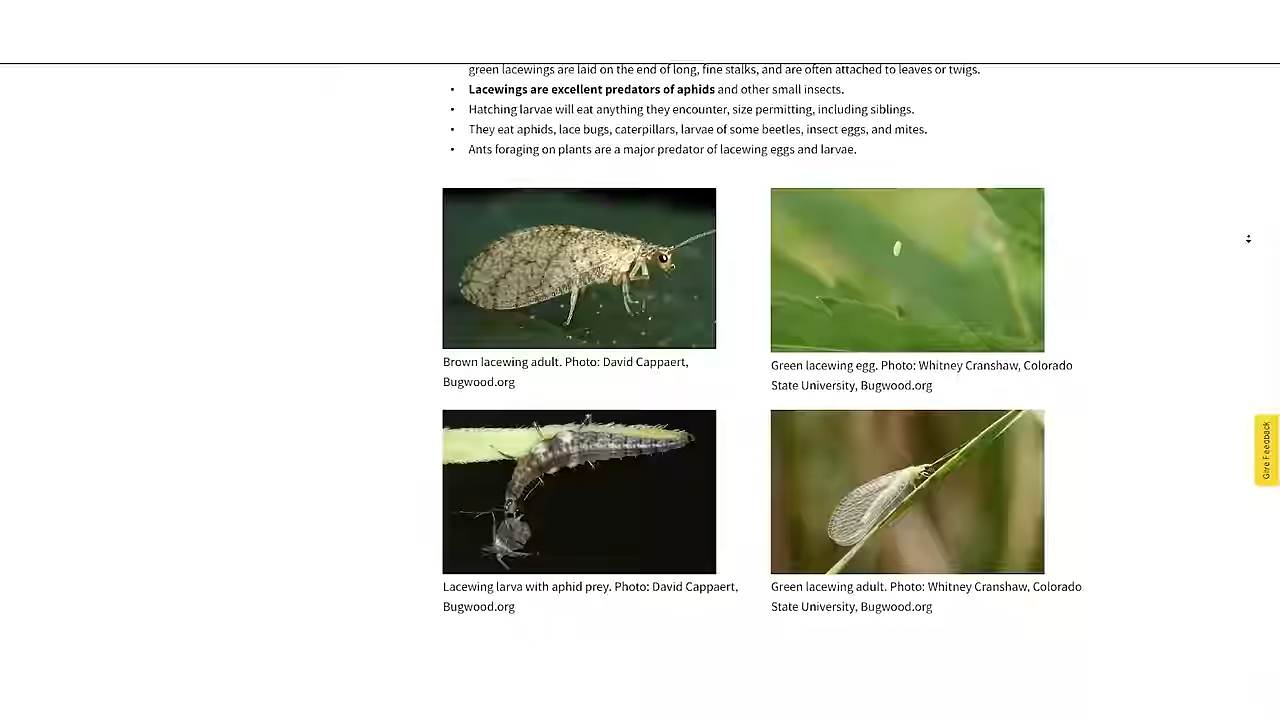 green lacewings are laid on the end of long, fine stalks, and are often attached to leaves or twigs.
• Lacewings are excellent predators of aphids and other small insects.
• Hatching larvae will eat anything they encounter, size permitting, including siblings.
• They eat aphids, lace bugs, caterpillars, larvae of some beetles, insect eggs, and mites.
• Ants foraging on plants are a major predator of lacewing eggs and larvae.
Brown lacewing adult. Photo: David Cappaert,
Bugwood.org
Green lacewing egg. Photo: Whitney Cranshaw, Colorado
State University, Bugwood.org
Lacewing larva with aphid prey. Photo: David Cappaert,
Bugwood.org
Green lacewing adult. Photo: Whitney Cranshaw, Colorado
State University, Bugwood.org
Give Feedback